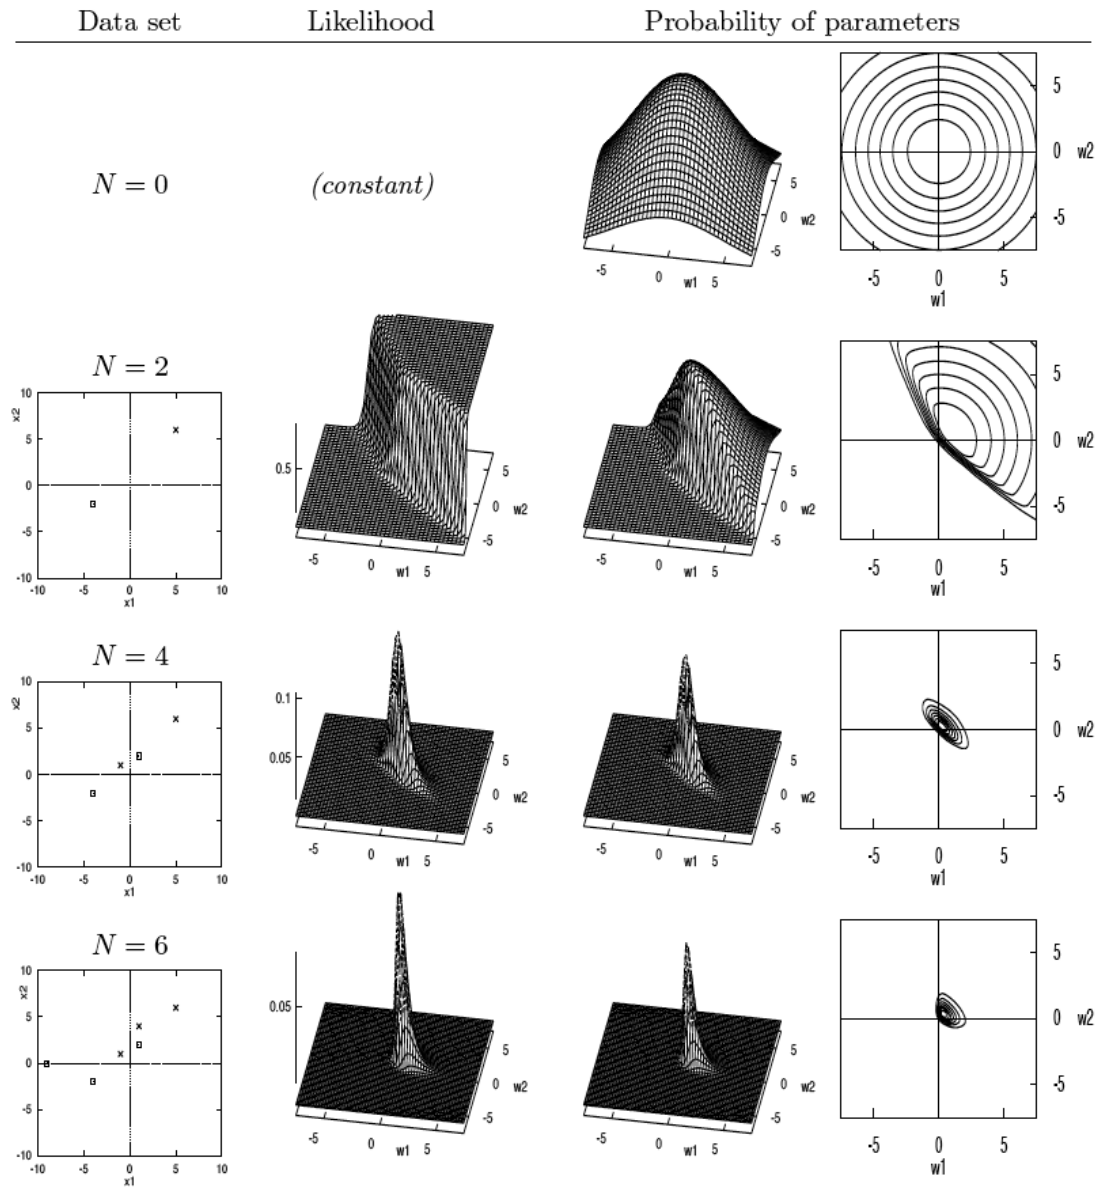 Data set Likelihood Probability of parameters
N = 0
(constant)
-5 0 w1 5
-5 0 w2 5
5
0 w2
-5
-5 0 5
w1
N = 2
x2
10
5
0
-5
-10
-10 -5 0 5 10
x1
0.5
-5 0 w1 5
-5 0 w2 5
-5 0 w1 5
-5 0 w2 5
5
0 w2
-5
-5 0 5
w1
N = 4
x2
10
5
0
-5
-10
-10 -5 0 5 10
x1
0.1
0.05
-5 0 w1 5
-5 0 w2 5
-5 0 w1 5
-5 0 w2 5
5
0 w2
-5
-5 0 5
w1
N = 6
x2
10
5
0
-5
-10
-10 -5 0 5 10
x1
0.05
-5 0 w1 5
-5 0 w2 5
-5 0 w1 5
-5 0 w2 5
5
0 w2
-5
-5 0 5
w1